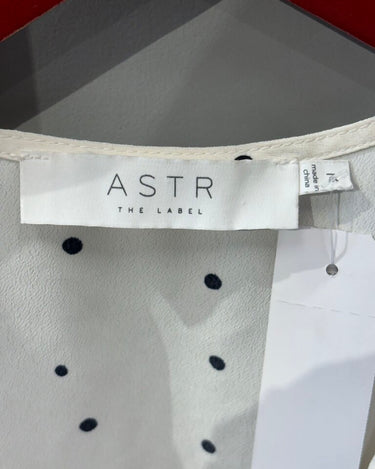 ASTR
THE LABEL
made in
china